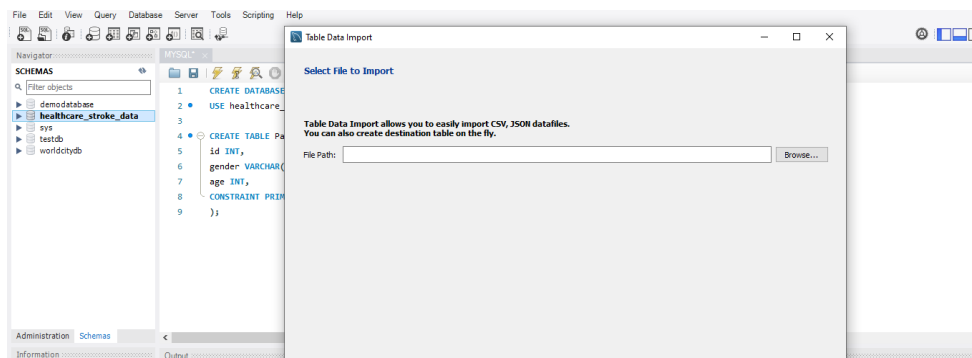 File Edit View Query Database Server Tools Scripting Help
Table Data Import
Navigator
MYSQL*
SCHEMAS
Filter objects
demodatabase
healthcare_stroke_data
sys
testdb
worldcitydb
1 CREATE DATABASE
2 USE healthcare_
3
4 CREATE TABLE Pa
5 id INT,
6 gender VARCHAR(
7 age INT,
8 CONSTRAINT PRIM
9 );
Select File to Import
Table Data Import allows you to easily import CSV, JSON datafiles.
You can also create destination table on the fly.
File Path: Browse...
Administration Schemas
Information
Output